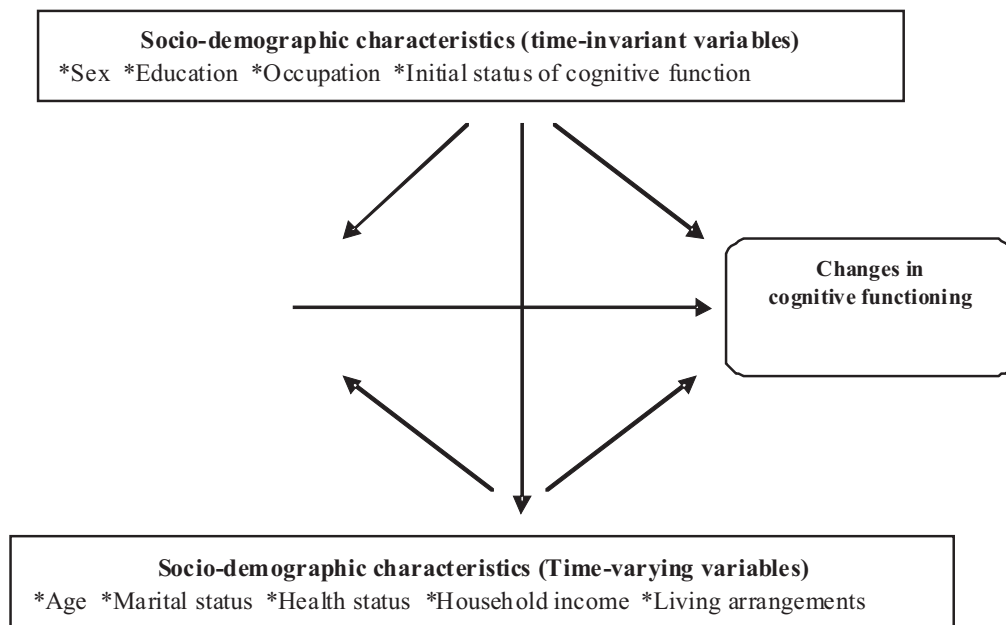 Socio-demographic characteristics (time-invariant variables)
*Sex *Education *Occupation *Initial status of cognitive function
Changes in
cognitive functioning
Socio-demographic characteristics (Time-varying variables)
*Age *Marital status *Health status *Household income *Living arrangements